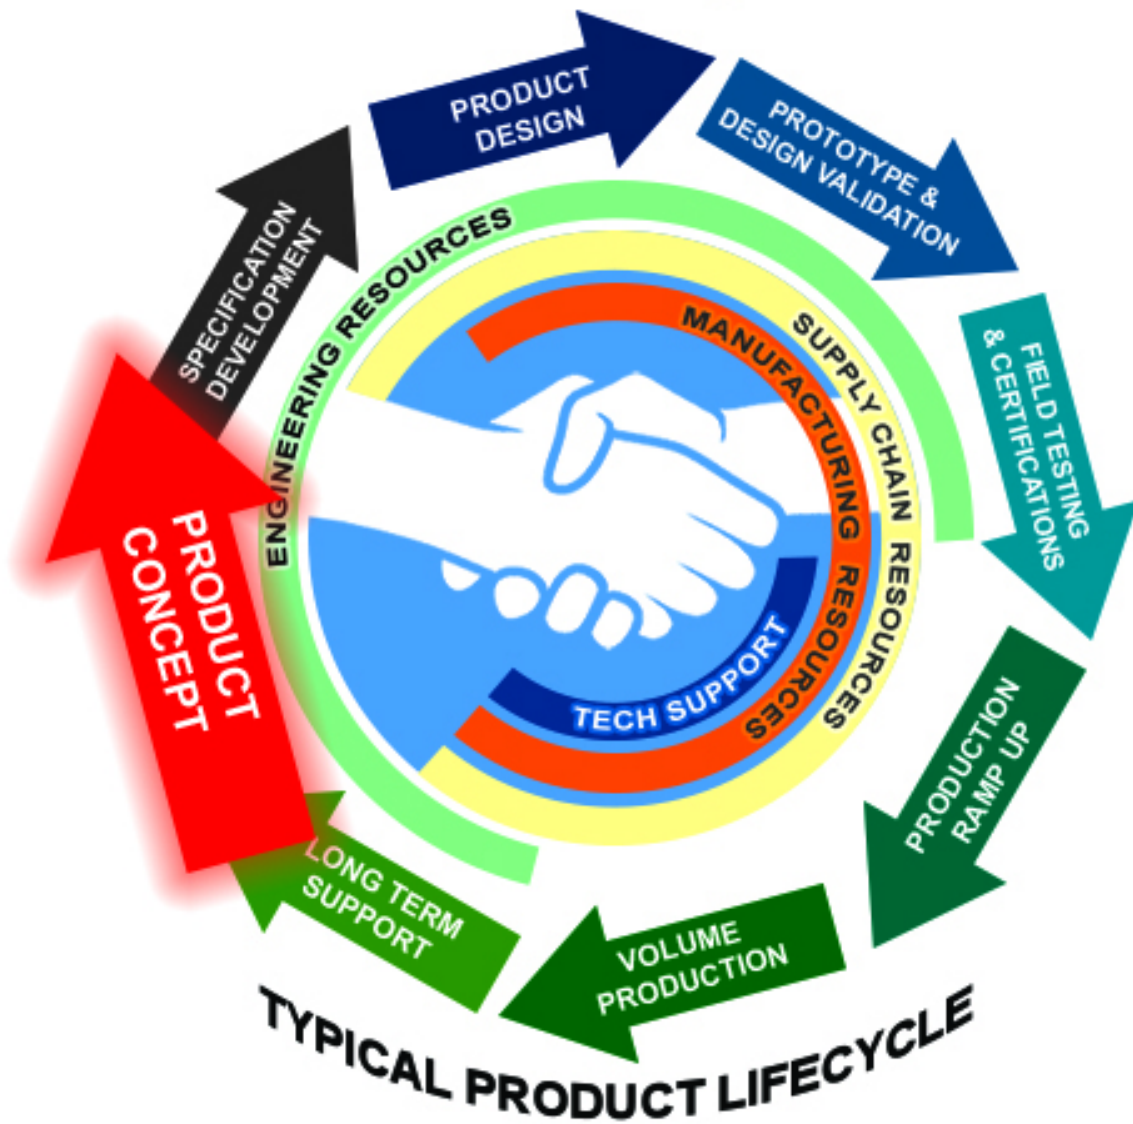 PRODUCT
CONCEPT
SPECIFICATION
DEVELOPMENT
PRODUCT
DESIGN
PROTOTYPE &
DESIGN VALIDATION
FIELD TESTING
& CERTIFICATIONS
PRODUCTION
RAMP UP
VOLUME
PRODUCTION
LONG TERM
SUPPORT
ENGINEERING RESOURCES
SUPPLY CHAIN RESOURCES
MANUFACTURING RESOURCES
TECH SUPPORT
TYPICAL PRODUCT LIFECYCLE